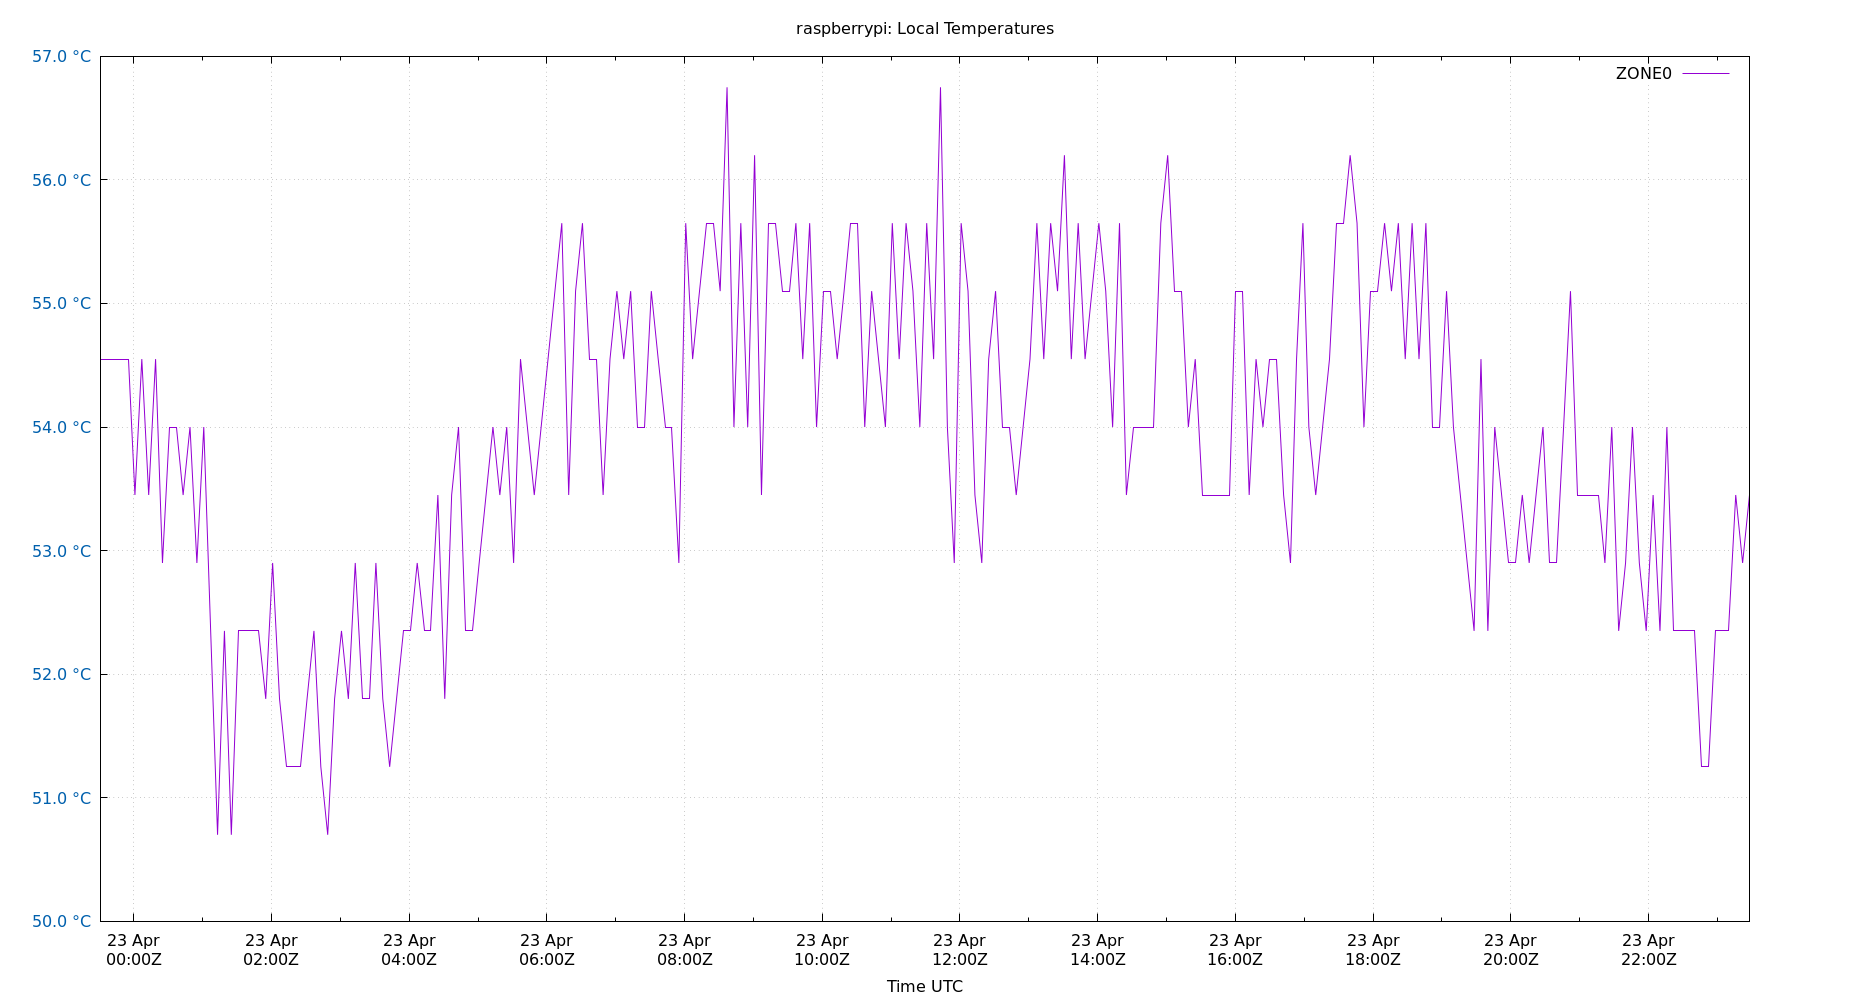 raspberrypi: Local Temperatures
57.0 °C
ZONE0
56.0 °C
55.0 °C
54.0 °C
53.0 °C
52.0 °C
51.0 °C
50.0 °C
23 Apr 23 Apr 23 Apr 23 Apr 23 Apr 23 Apr 23 Apr 23 Apr 23 Apr 23 Apr 23 Apr 23 Apr
00:00Z 02:00Z 04:00Z 06:00Z 08:00Z 10:00Z 12:00Z 14:00Z 16:00Z 18:00Z 20:00Z 22:00Z
Time UTC